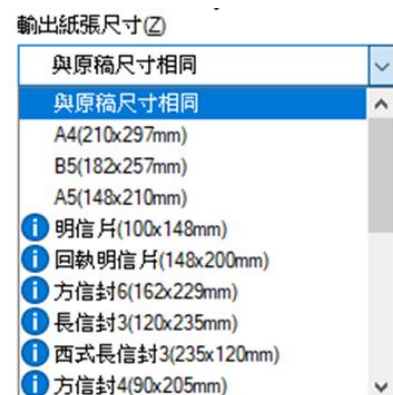 輸出紙張尺寸(Z)
與原稿尺寸相同
與原稿尺寸相同
A4(210x297mm)
B5(182x257mm)
A5(148x210mm)
明信片(100x148mm)
回執明信片(148x200mm)
方信封6(162x229mm)
長信封3(120x235mm)
西式長信封3(235x120mm)
方信封4(90x205mm)